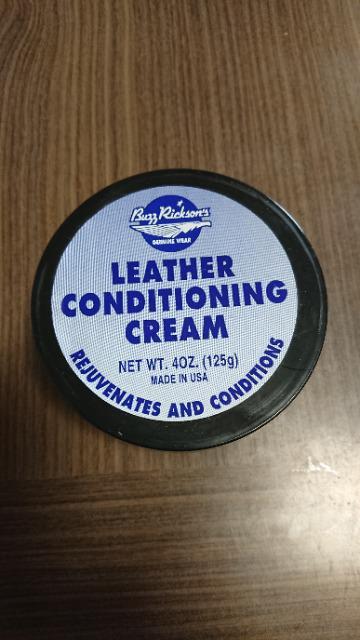 Buzz Rickson's
GENUINE WEAR
LEATHER
CONDITIONING
CREAM
NET WT. 4OZ. (125g)
MADE IN USA
REJUVENATES AND CONDITIONS